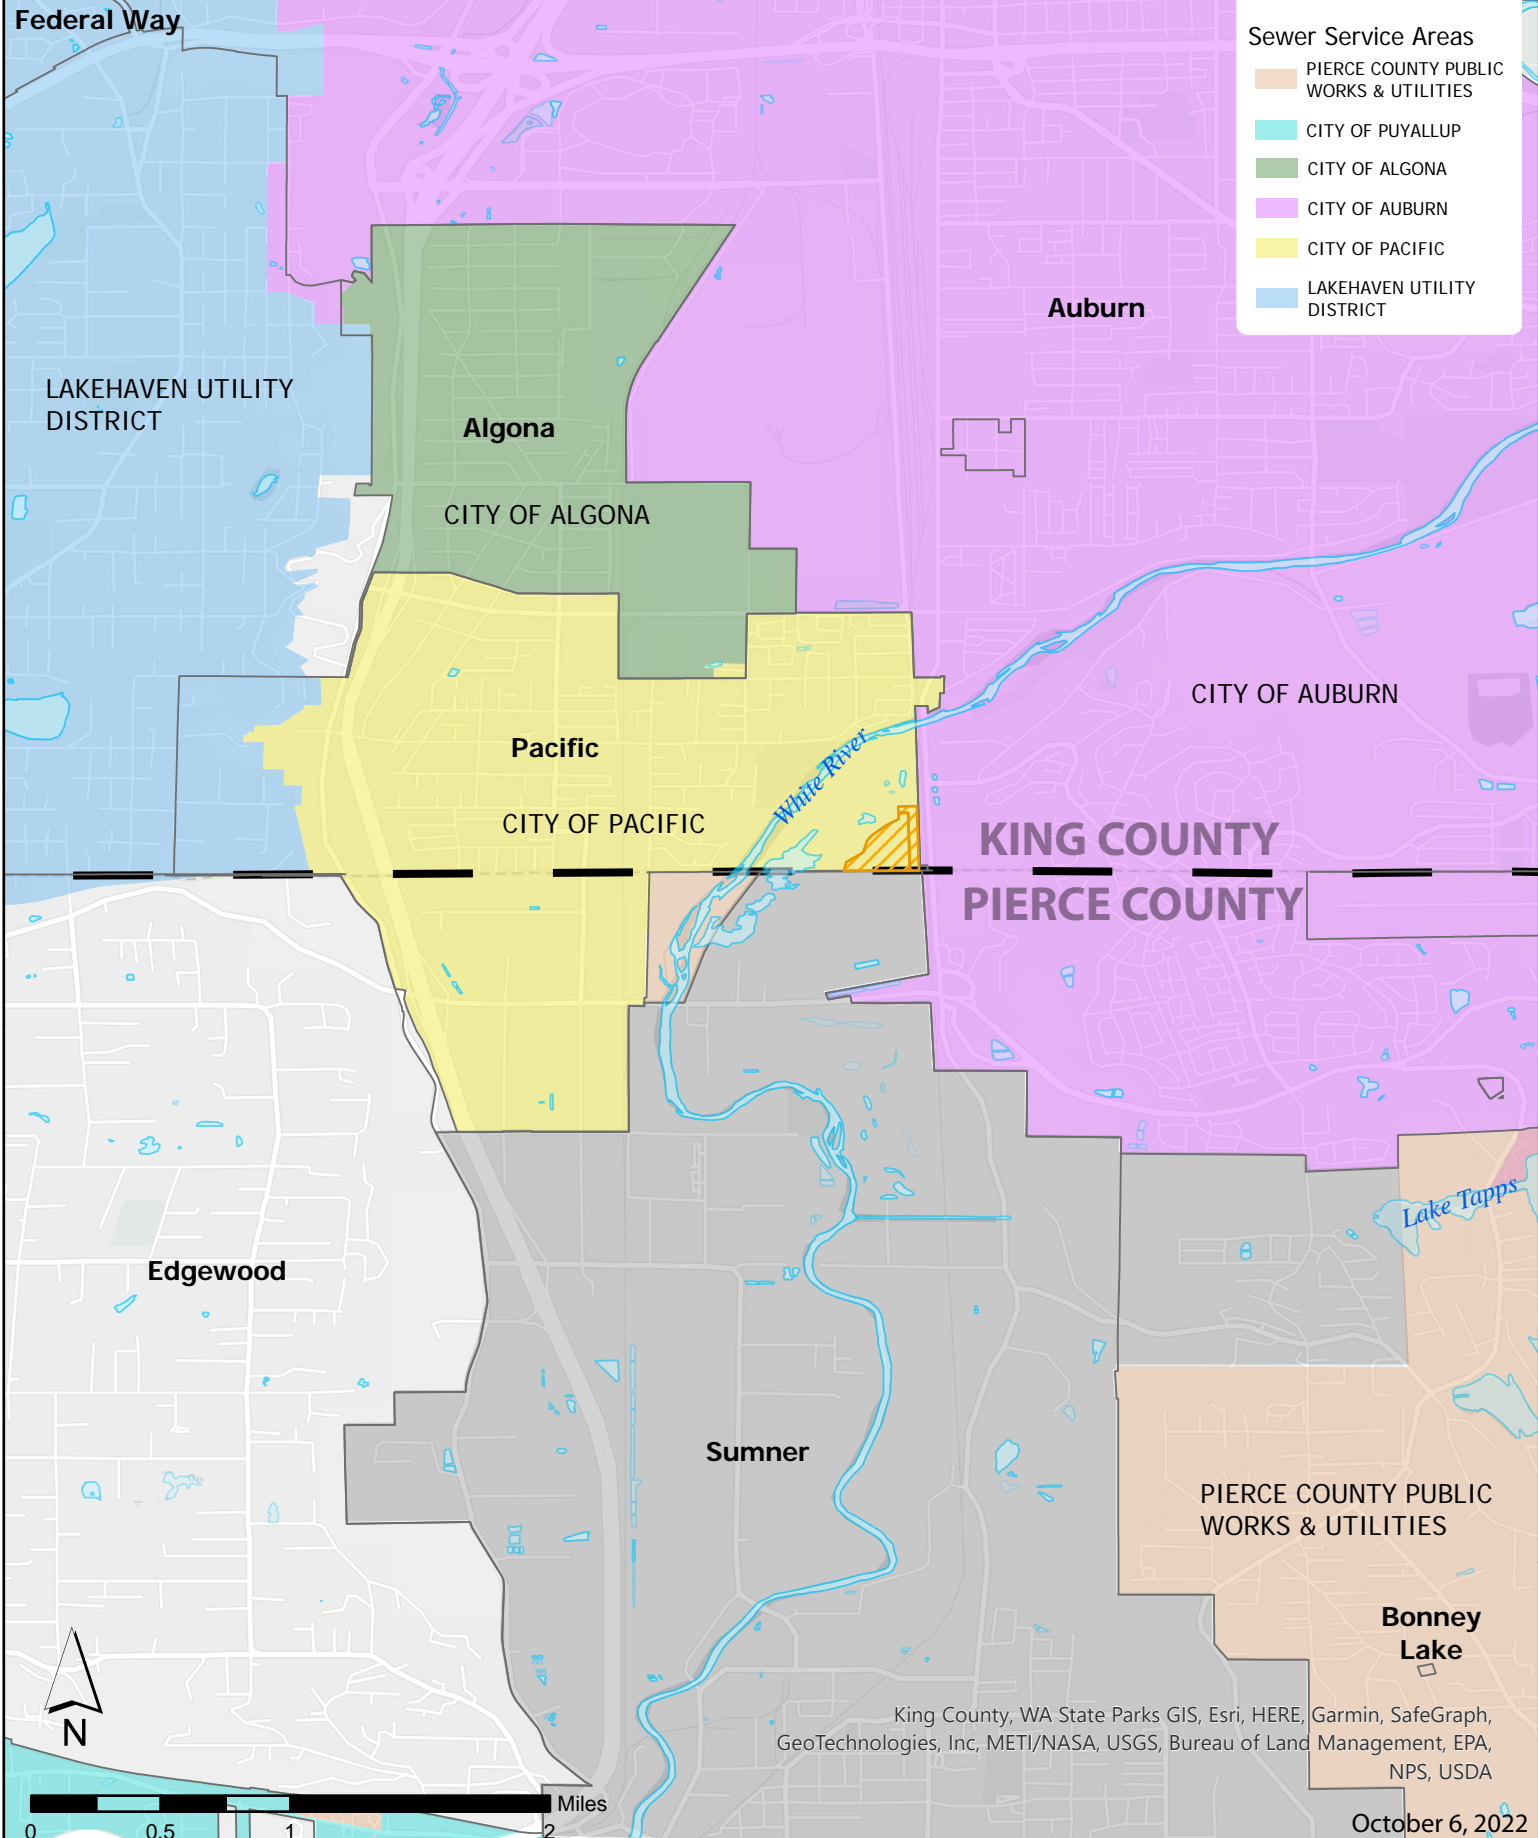 Federal Way
Sewer Service Areas
PIERCE COUNTY PUBLIC
WORKS & UTILITIES
CITY OF PUYALLUP
CITY OF ALGONA
CITY OF AUBURN
CITY OF PACIFIC
LAKEHAVEN UTILITY
DISTRICT
Auburn
LAKEHAVEN UTILITY
DISTRICT
Algona
CITY OF ALGONA
CITY OF AUBURN
Pacific
White River
CITY OF PACIFIC
KING COUNTY
PIERCE COUNTY
Lake Tapps
Edgewood
Sumner
PIERCE COUNTY PUBLIC
WORKS & UTILITIES
Bonney
Lake
N
King County, WA State Parks GIS, Esri, HERE, Garmin, SafeGraph,
GeoTechnologies, Inc, METI/NASA, USGS, Bureau of Land Management, EPA,
NPS, USDA
Miles
0 0.5 1 2
October 6, 2022